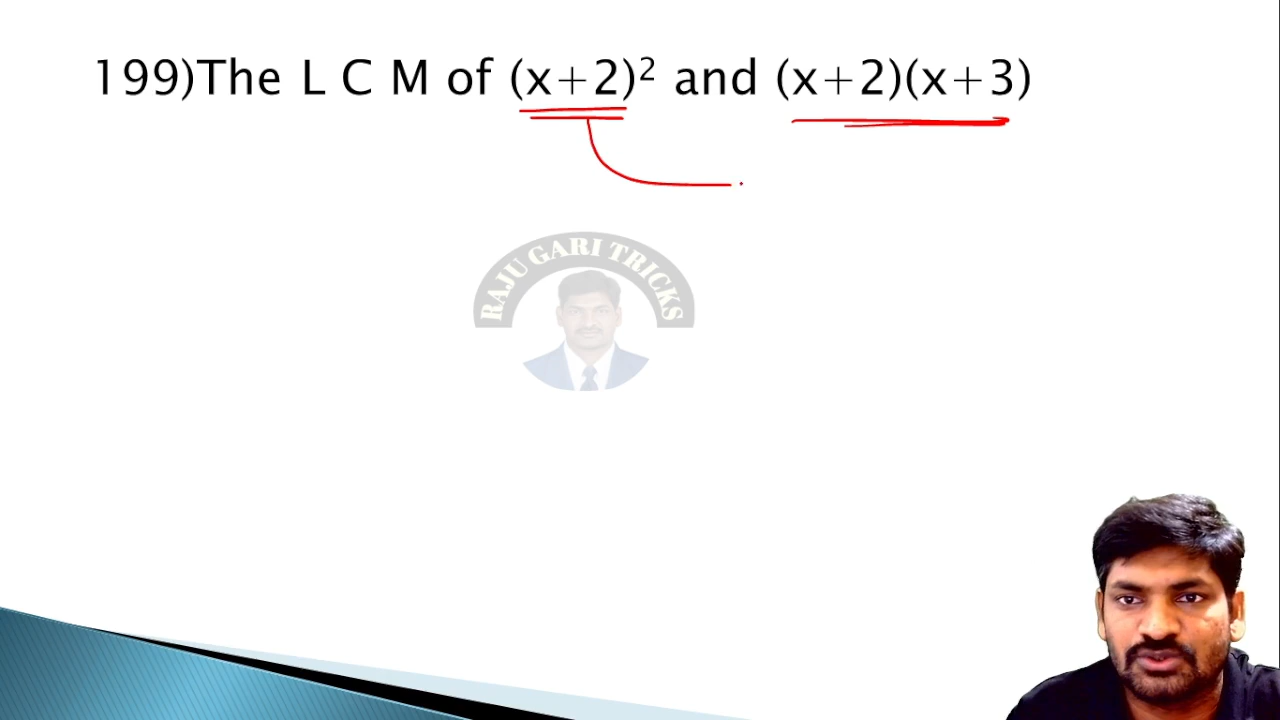 199)The L C M of (x+2)² and (x+2)(x+3)
RAJU GARI TRICKS